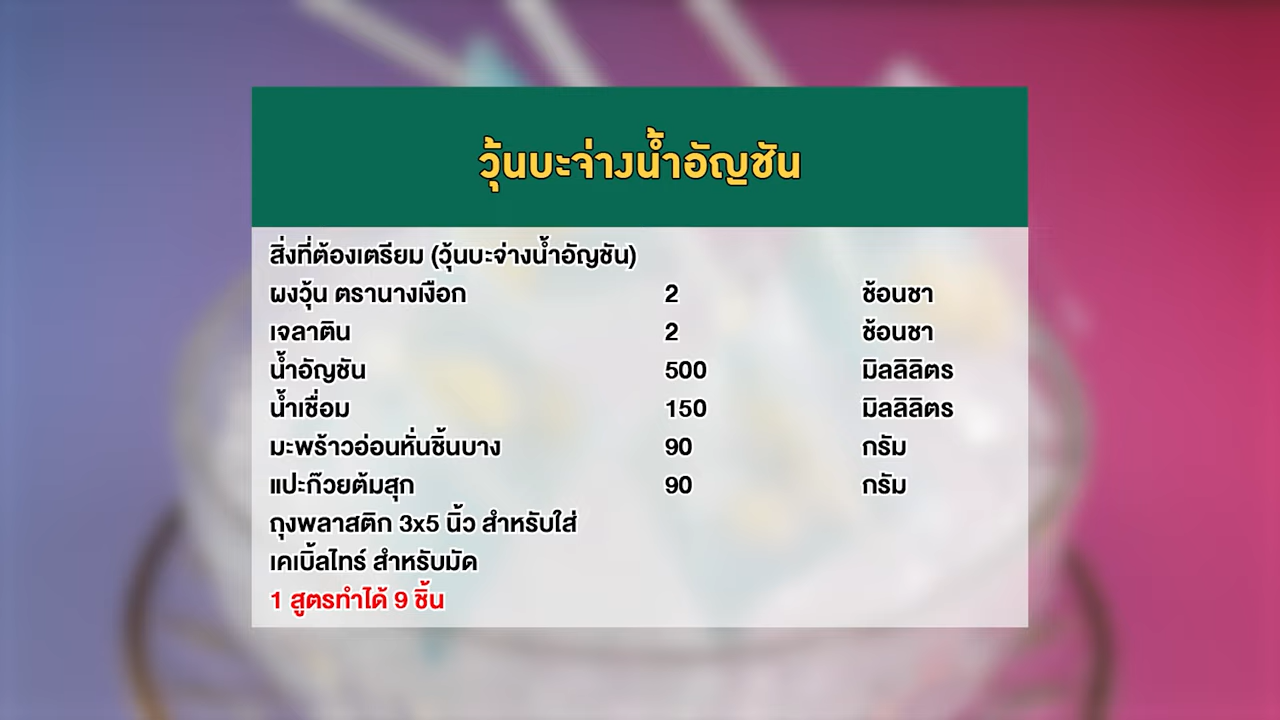 วุ้นบะจ่างน้ำอัญชัน
สิ่งที่ต้องเตรียม (วุ้นบะจ่างน้ำอัญชัน)
ผงวุ้น ตรานางเงือก 2 ช้อนชา
เจลาติน 2 ช้อนชา
น้ำอัญชัน 500 มิลลิลิตร
น้ำเชื่อม 150 มิลลิลิตร
มะพร้าวอ่อนหั่นชิ้นบาง 90 กรัม
แปะก๊วยต้มสุก 90 กรัม
ถุงพลาสติก 3x5 นิ้ว สำหรับใส่
เคเบิ้ลไทร์ สำหรับมัด
1 สูตรทำได้ 9 ชิ้น